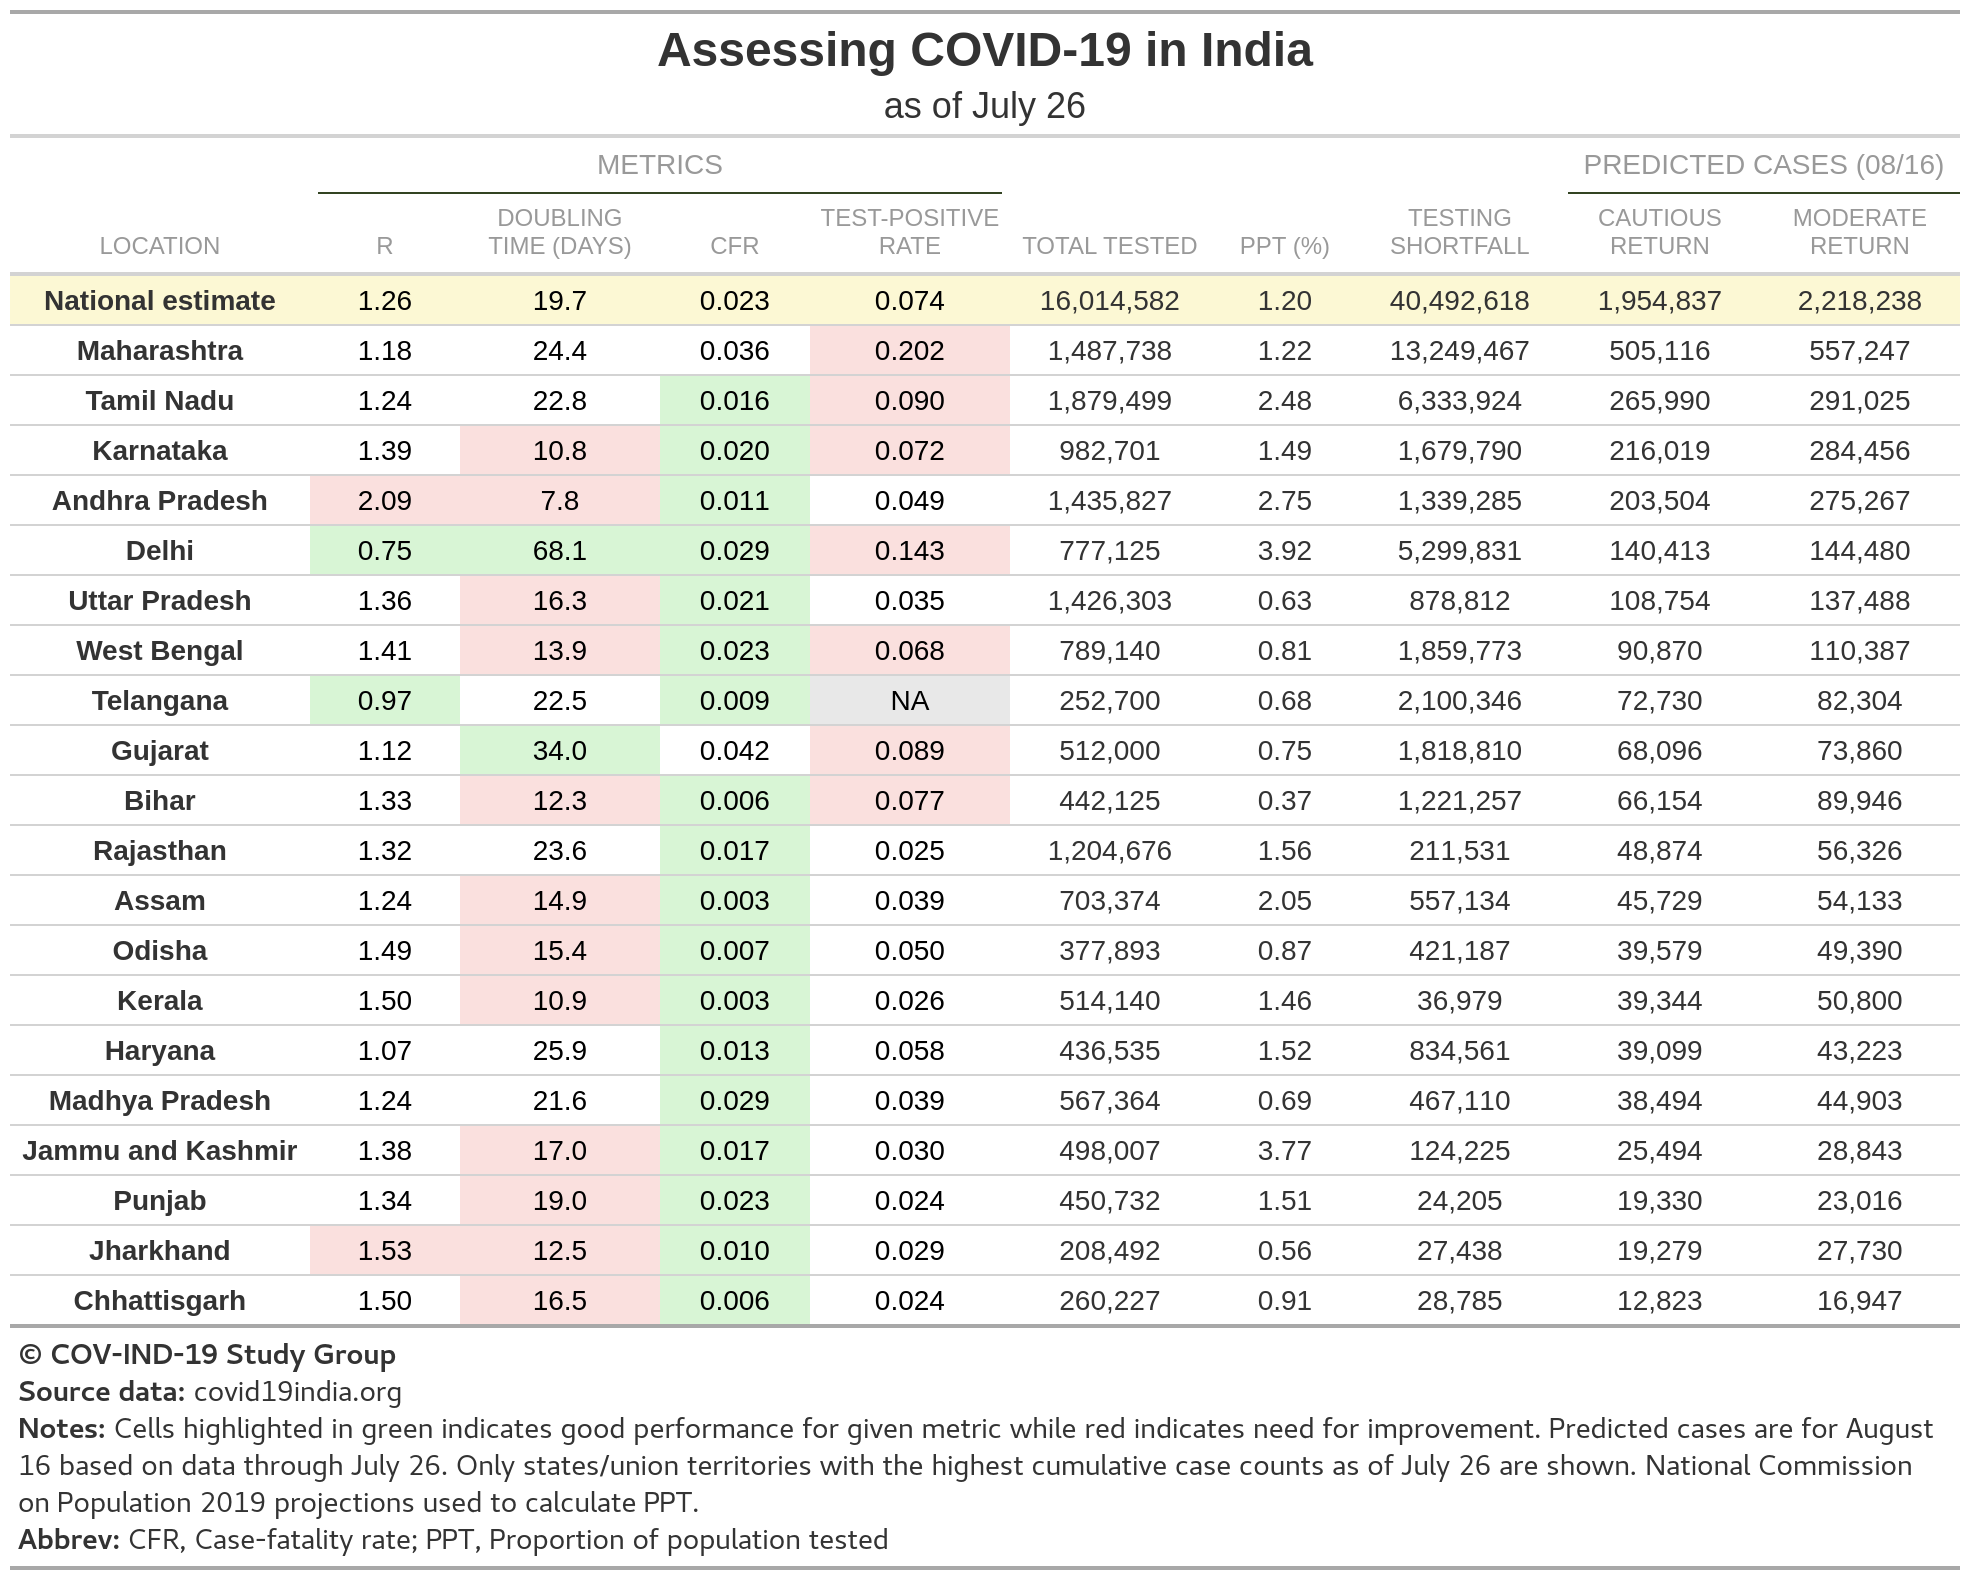 Assessing COVID-19 in India
as of July 26
METRICS PREDICTED CASES (08/16)
LOCATION R DOUBLING TIME (DAYS) CFR TEST-POSITIVE RATE TOTAL TESTED PPT (%) TESTING SHORTFALL CAUTIOUS RETURN MODERATE RETURN
National estimate 1.26 19.7 0.023 0.074 16,014,582 1.20 40,492,618 1,954,837 2,218,238
Maharashtra 1.18 24.4 0.036 0.202 1,487,738 1.22 13,249,467 505,116 557,247
Tamil Nadu 1.24 22.8 0.016 0.090 1,879,499 2.48 6,333,924 265,990 291,025
Karnataka 1.39 10.8 0.020 0.072 982,701 1.49 1,679,790 216,019 284,456
Andhra Pradesh 2.09 7.8 0.011 0.049 1,435,827 2.75 1,339,285 203,504 275,267
Delhi 0.75 68.1 0.029 0.143 777,125 3.92 5,299,831 140,413 144,480
Uttar Pradesh 1.36 16.3 0.021 0.035 1,426,303 0.63 878,812 108,754 137,488
West Bengal 1.41 13.9 0.023 0.068 789,140 0.81 1,859,773 90,870 110,387
Telangana 0.97 22.5 0.009 NA 252,700 0.68 2,100,346 72,730 82,304
Gujarat 1.12 34.0 0.042 0.089 512,000 0.75 1,818,810 68,096 73,860
Bihar 1.33 12.3 0.006 0.077 442,125 0.37 1,221,257 66,154 89,946
Rajasthan 1.32 23.6 0.017 0.025 1,204,676 1.56 211,531 48,874 56,326
Assam 1.24 14.9 0.003 0.039 703,374 2.05 557,134 45,729 54,133
Odisha 1.49 15.4 0.007 0.050 377,893 0.87 421,187 39,579 49,390
Kerala 1.50 10.9 0.003 0.026 514,140 1.46 36,979 39,344 50,800
Haryana 1.07 25.9 0.013 0.058 436,535 1.52 834,561 39,099 43,223
Madhya Pradesh 1.24 21.6 0.029 0.039 567,364 0.69 467,110 38,494 44,903
Jammu and Kashmir 1.38 17.0 0.017 0.030 498,007 3.77 124,225 25,494 28,843
Punjab 1.34 19.0 0.023 0.024 450,732 1.51 24,205 19,330 23,016
Jharkhand 1.53 12.5 0.010 0.029 208,492 0.56 27,438 19,279 27,730
Chhattisgarh 1.50 16.5 0.006 0.024 260,227 0.91 28,785 12,823 16,947
© COV-IND-19 Study Group
Source data: covid19india.org
Notes: Cells highlighted in green indicates good performance for given metric while red indicates need for improvement. Predicted cases are for August
16 based on data through July 26. Only states/union territories with the highest cumulative case counts as of July 26 are shown. National Commission
on Population 2019 projections used to calculate PPT.
Abbrev: CFR, Case-fatality rate; PPT, Proportion of population tested